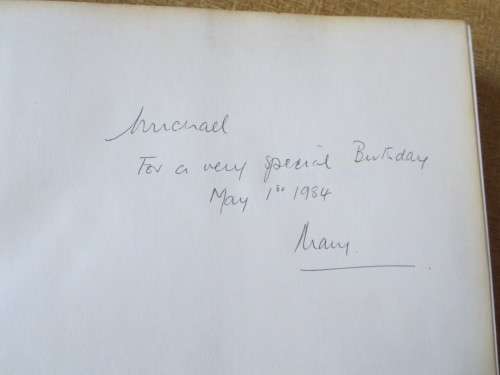 Michael
For a very special Birthday
May 1st 1984
Mary.